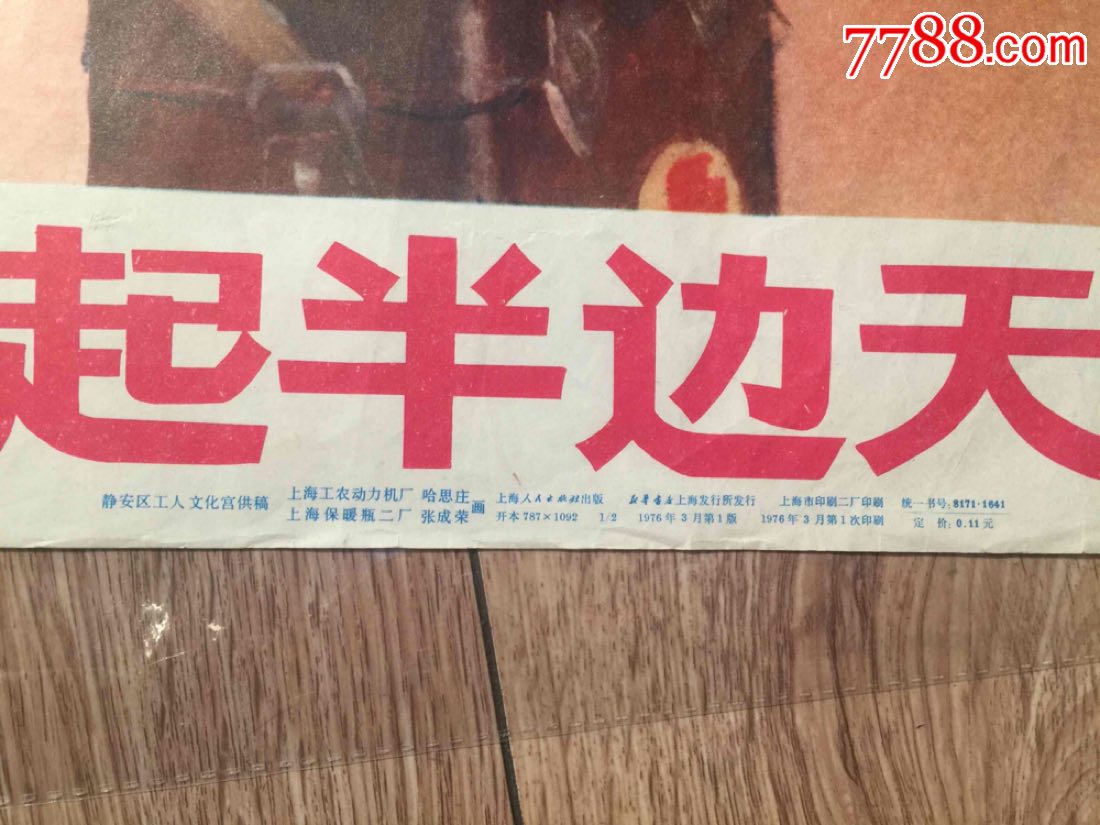 7788.com
起半边天
静安区工人文化宫供稿
上海工农动力机厂 哈思庄
上海保暖瓶二厂 张成荣
画
上海人民出版社出版 新华书店上海发行所发行 上海市印刷二厂印刷
开本 787×1092 1/2 1976年3月第1版 1976年3月第1次印刷
统一书号: 8171·1641
定价: 0.11元